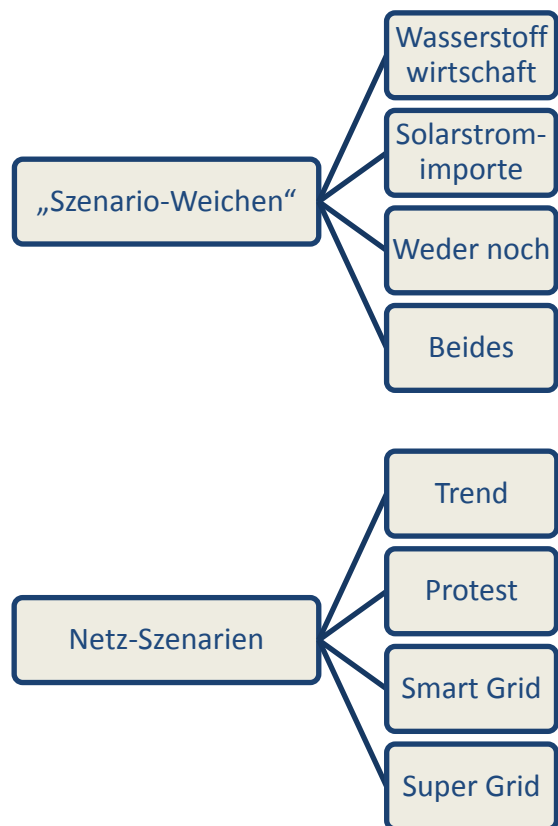 Wasserstoff
wirtschaft
Solarstrom-
importe
„Szenario-Weichen“
Weder noch
Beides
Trend
Protest
Netz-Szenarien
Smart Grid
Super Grid